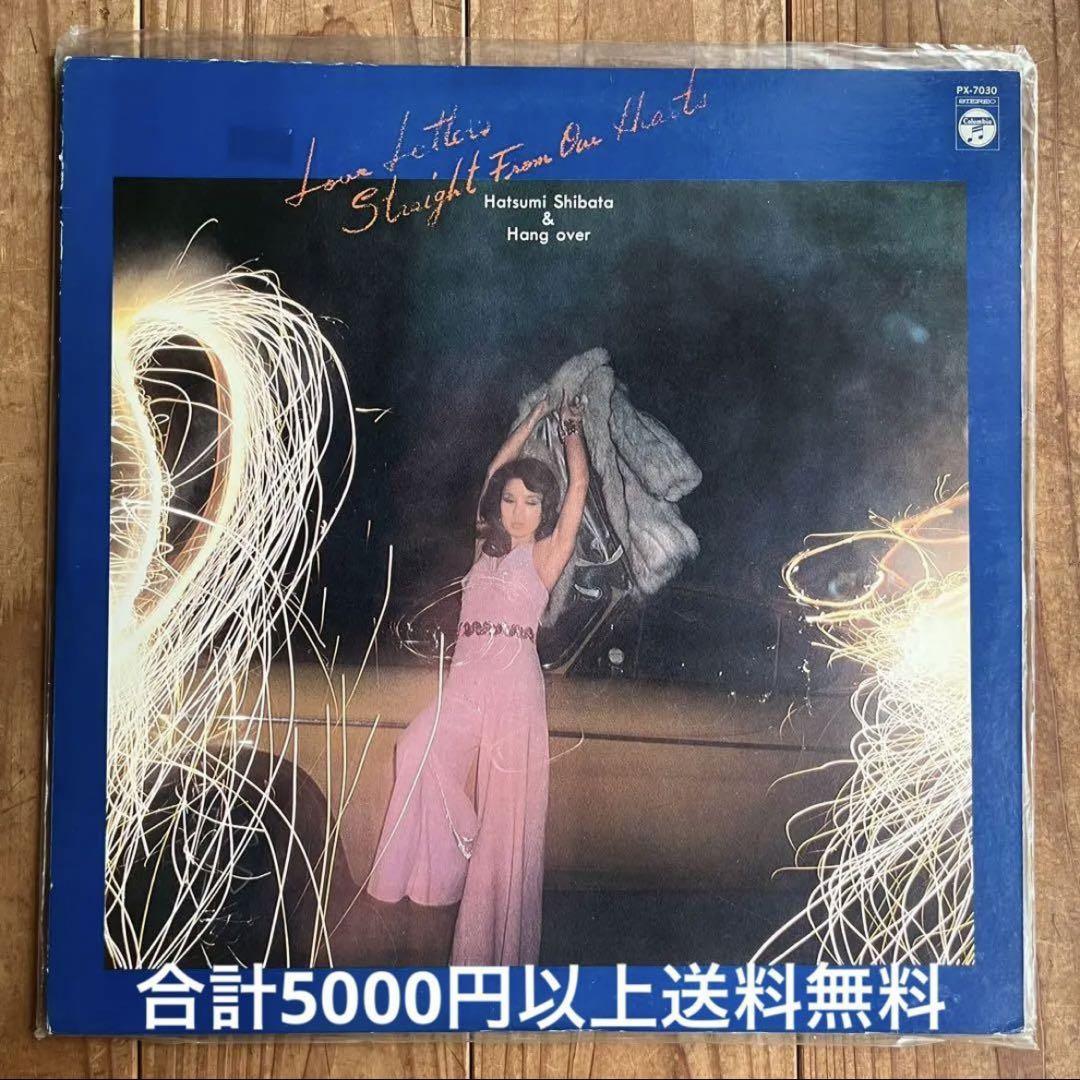 PX-7030
STEREO
Columbia
Love Letters
Straight From Our Hearts
Hatsumi Shibata
&
Hang over
合計5000円以上送料無料